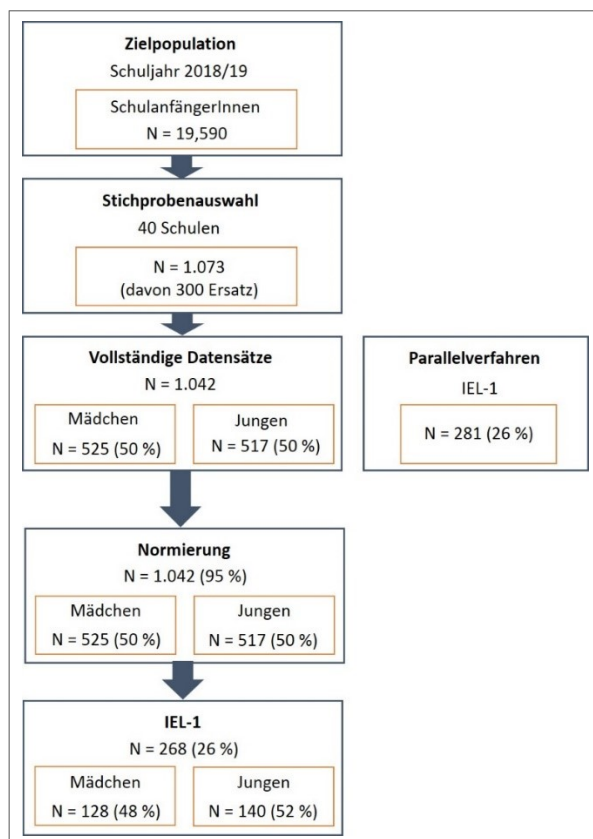 Zielpopulation
Schuljahr 2018/19
SchulanfängerInnen
N = 19,590
Stichprobenauswahl
40 Schulen
N = 1.073
(davon 300 Ersatz)
Vollständige Datensätze
N = 1.042
Mädchen
N = 525 (50 %)
Jungen
N = 517 (50 %)
Parallelverfahren
IEL-1
N = 281 (26 %)
Normierung
N = 1.042 (95 %)
Mädchen
N = 525 (50 %)
Jungen
N = 517 (50 %)
IEL-1
N = 268 (26 %)
Mädchen
N = 128 (48 %)
Jungen
N = 140 (52 %)